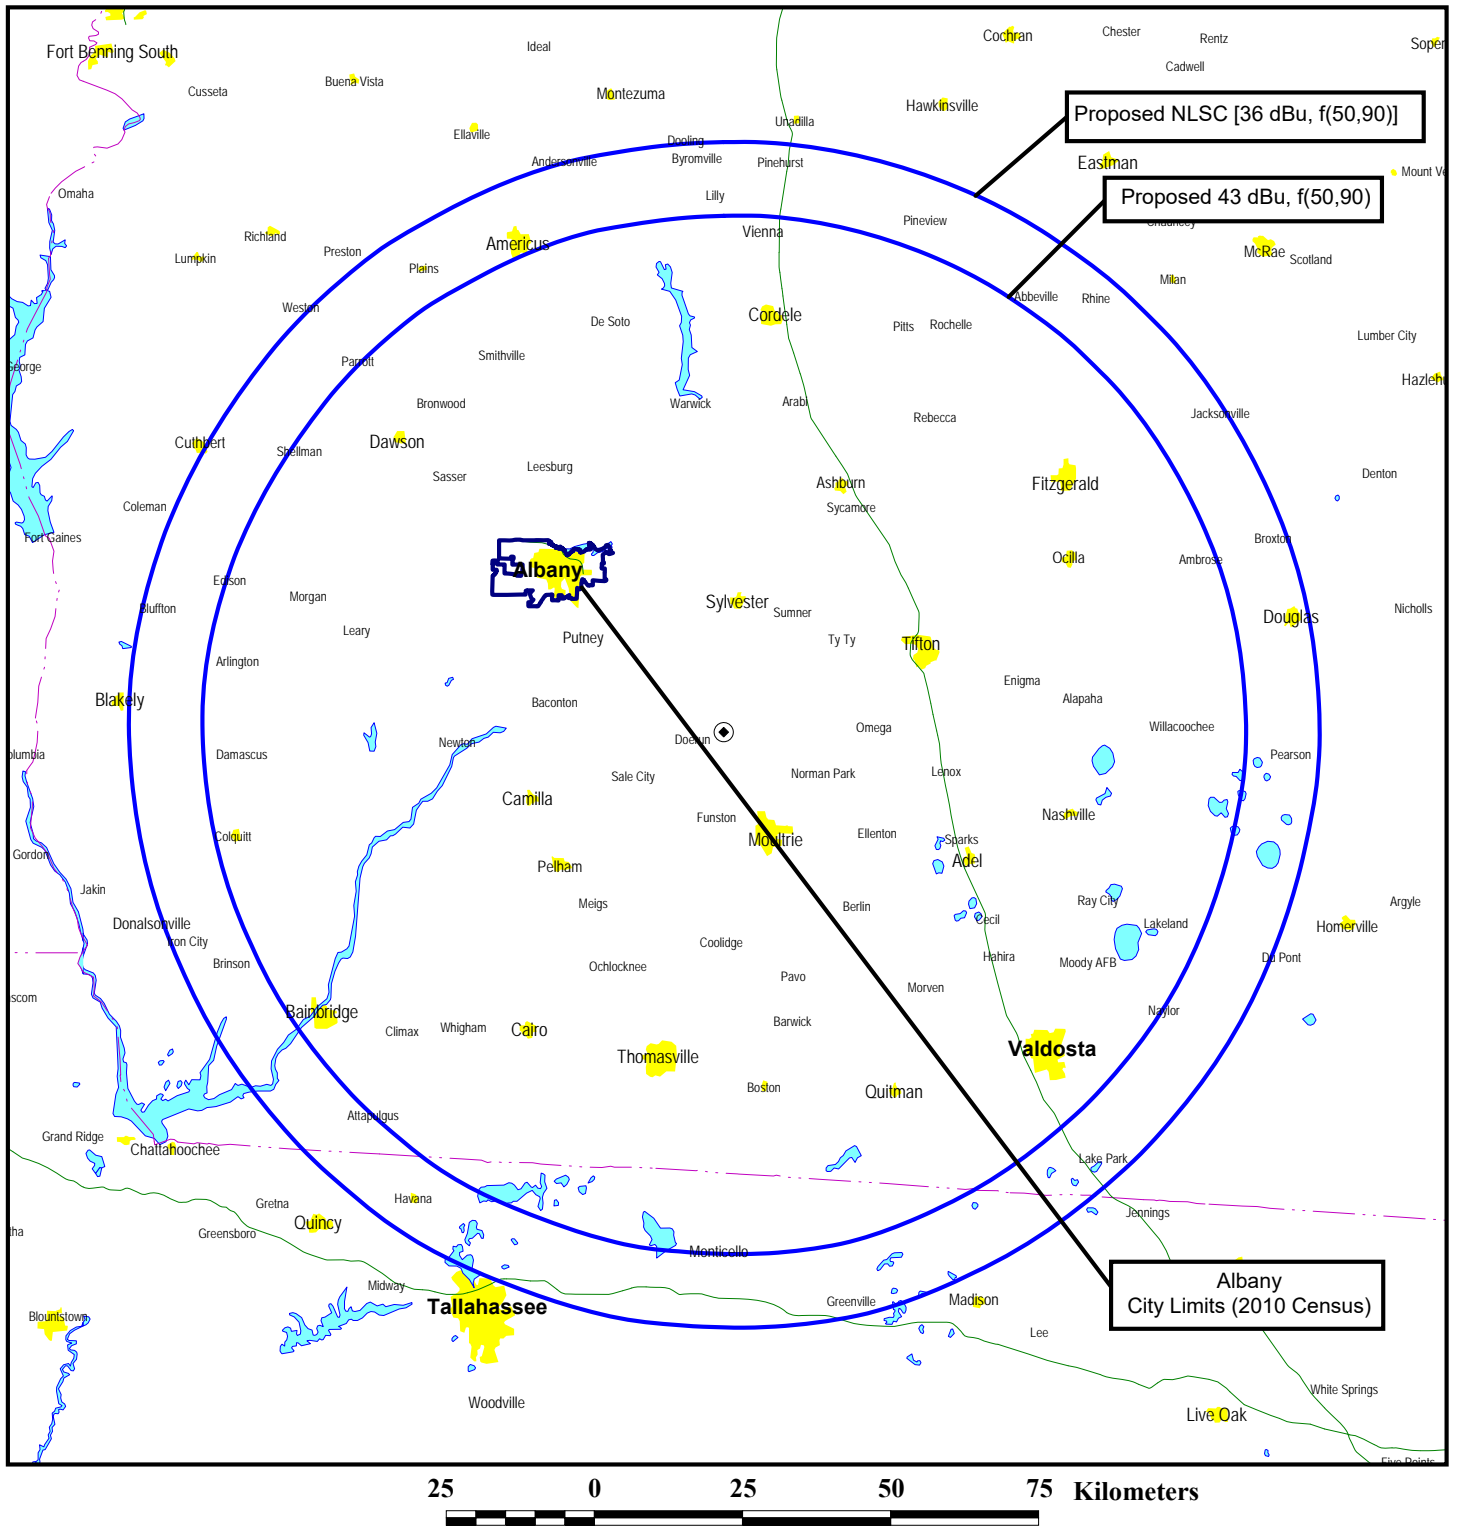 Fort Benning South
Cusseta
Buena Vista
Ideal
Montezuma
Ellaville
Cochran
Chester
Rentz
Cadwell
Soper
Hawkinsville
Unadilla
Proposed NLSC [36 dBu, f(50,90)]
Dooling
Byromville
Pinehurst
Andersonville
Eastman
Mount Ve
Omaha
Lilly
Proposed 43 dBu, f(50,90)
Pineview
Vienna
Richland
Preston
Americus
McRae
Scotland
Lumpkin
Plains
Milan
Abbeville
Rhine
Weston
De Soto
Cordele
Pitts
Rochelle
Lumber City
Parrott
Smithville
George
Hazleh
Bronwood
Warwick
Arabi
Rebecca
Jacksonville
Cuthbert
Shellman
Dawson
Leesburg
Sasser
Ashburn
Sycamore
Fitzgerald
Denton
Coleman
Fort Gaines
Broxton
Ambrose
Ocilla
Albany
Edison
Morgan
Bluffton
Leary
Putney
Sylvester
Sumner
Ty Ty
Tifton
Douglas
Nicholls
Arlington
Blakely
Baconton
Enigma
Alapaha
Willacoochee
Omega
Doerun
Newton
Damascus
olumbia
Pearson
Sale City
Norman Park
Lenox
Camilla
Funston
Moultrie
Ellenton
Nashville
Sparks
Adel
Colquitt
Gordon
Pelham
Jakin
Meigs
Berlin
Ray City
Argyle
Donalsonville
Iron City
Cecil
Lakeland
Homerville
Coolidge
Brinson
Ochlocknee
Pavo
Hahira
Moody AFB
Du Pont
scom
Morven
Naylor
Bainbridge
Climax
Whigham
Cairo
Barwick
Thomasville
Valdosta
Boston
Quitman
Attapulgus
Grand Ridge
Chattahoochee
Lake Park
Havana
Gretna
Quincy
Greensboro
Jennings
tha
Monticello
Midway
Tallahassee
Greenville
Madison
Albany
City Limits (2010 Census)
Blountstown
Lee
Woodville
White Springs
Live Oak
Five Points
25 0 25 50 75 Kilometers